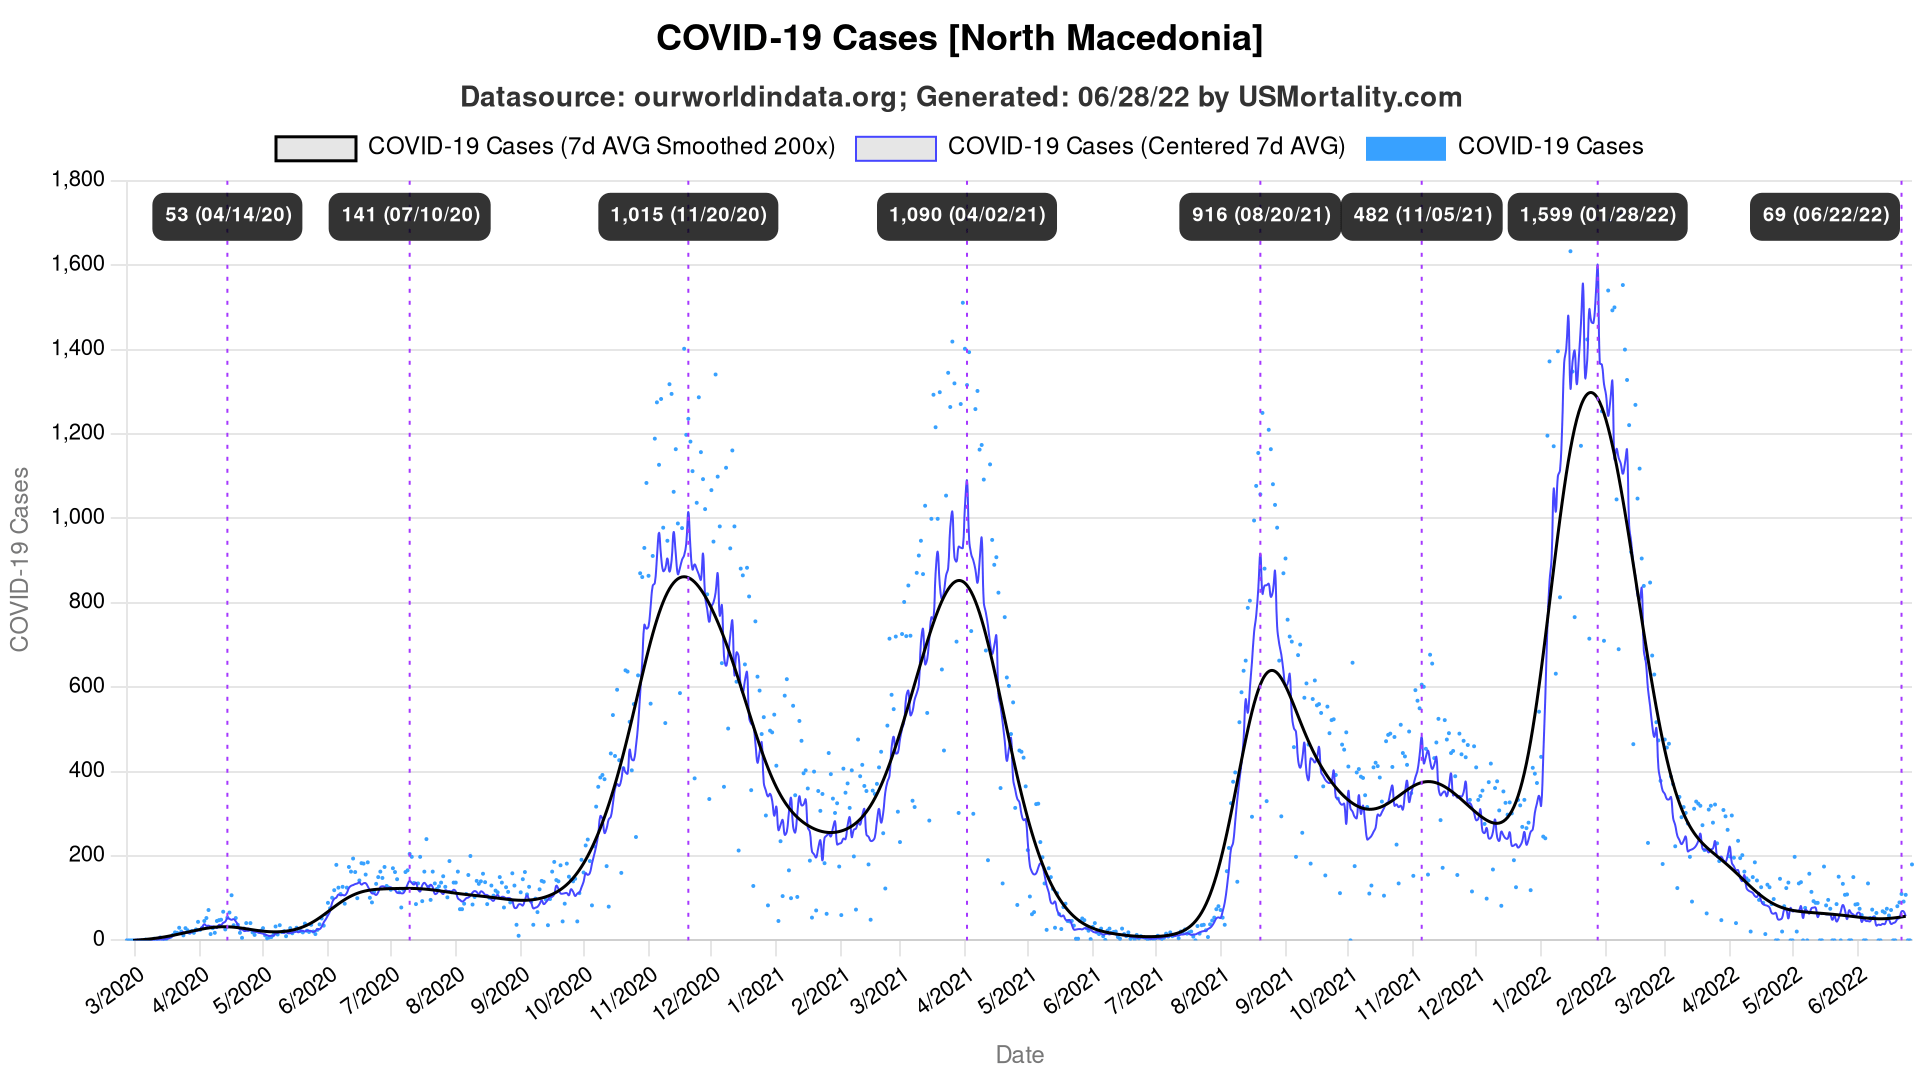 COVID-19 Cases [North Macedonia]
Datasource: ourworldindata.org; Generated: 06/28/22 by USMortality.com
COVID-19 Cases (7d AVG Smoothed 200x) COVID-19 Cases (Centered 7d AVG) COVID-19 Cases
53 (04/14/20) 141 (07/10/20) 1,015 (11/20/20) 1,090 (04/02/21) 916 (08/20/21) 482 (11/05/21) 1,599 (01/28/22) 69 (06/22/22)
1,800
1,600
1,400
1,200
1,000
800
600
400
200
0
COVID-19 Cases
3/2020 4/2020 5/2020 6/2020 7/2020 8/2020 9/2020 10/2020 11/2020 12/2020 1/2021 2/2021 3/2021 4/2021 5/2021 6/2021 7/2021 8/2021 9/2021 10/2021 11/2021 12/2021 1/2022 2/2022 3/2022 4/2022 5/2022 6/2022
Date